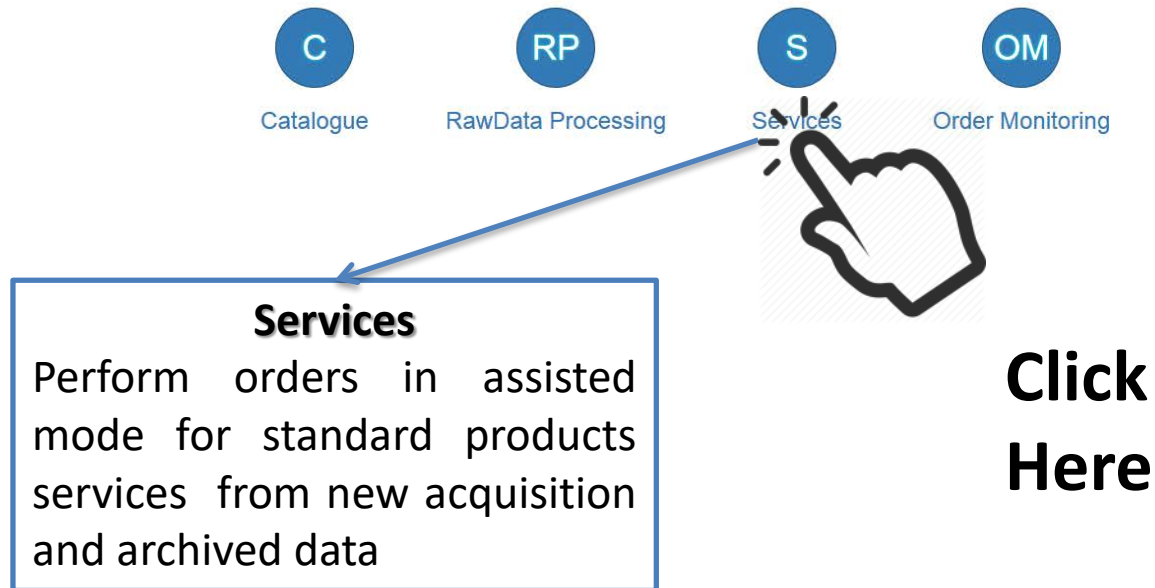 C RP S OM
Catalogue RawData Processing Services Order Monitoring
Services
Perform orders in assisted
mode for standard products
services from new acquisition
and archived data
Click
Here